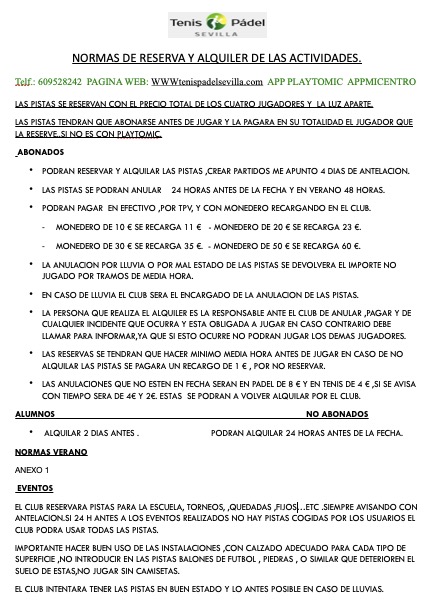 Tenis Pádel
SEVILLA
NORMAS DE RESERVA Y ALQUILER DE LAS ACTIVIDADES.
Telf.: 609528242 PAGINA WEB: WWWtenispadelsevilla.com APP PLAYTOMIC APPMICENTRO
LAS PISTAS SE RESERVAN CON EL PRECIO TOTAL DE LOS CUATRO JUGADORES Y LA LUZ APARTE.
LAS PISTAS TENDRAN QUE ABONARSE ANTES DE JUGAR Y LA PAGARA EN SU TOTALIDAD EL JUGADOR QUE
LA RESERVE..SI NO ES CON PLAYTOMIC.
ABONADOS
• PODRAN RESERVAR Y ALQUILAR LAS PISTAS ,CREAR PARTIDOS ME APUNTO 4 DIAS DE ANTELACION.
• LAS PISTAS SE PODRAN ANULAR 24 HORAS ANTES DE LA FECHA Y EN VERANO 48 HORAS.
• PODRAN PAGAR EN EFECTIVO ,POR TPV, Y CON MONEDERO RECARGANDO EN EL CLUB.
- MONEDERO DE 10 € SE RECARGA 11 € - MONEDERO DE 20 € SE RECARGA 23 €.
- MONEDERO DE 30 € SE RECARGA 35 €. - MONEDERO DE 50 € SE RECARGA 60 €.
• LA ANULACION POR LLUVIA O POR MAL ESTADO DE LAS PISTAS SE DEVOLVERA EL IMPORTE NO
JUGADO POR TRAMOS DE MEDIA HORA.
• EN CASO DE LLUVIA EL CLUB SERA EL ENCARGADO DE LA ANULACION DE LAS PISTAS.
• LA PERSONA QUE REALIZA EL ALQUILER ES LA RESPONSABLE ANTE EL CLUB DE ANULAR ,PAGAR Y DE
CUALQUIER INCIDENTE QUE OCURRA Y ESTA OBLIGADA A JUGAR EN CASO CONTRARIO DEBE
LLAMAR PARA INFORMAR,YA QUE SI ESTO OCURRE NO PODRAN JUGAR LOS DEMAS JUGADORES.
• LAS RESERVAS SE TENDRAN QUE HACER MINIMO MEDIA HORA ANTES DE JUGAR EN CASO DE NO
ALQUILAR LAS PISTAS SE PAGARA UN RECARGO DE 1 € , POR NO RESERVAR.
• LAS ANULACIONES QUE NO ESTEN EN FECHA SERAN EN PADEL DE 8 € Y EN TENIS DE 4 € ,SI SE AVISA
CON TIEMPO SERA DE 4€ Y 2€. ESTAS SE PODRAN A VOLVER ALQUILAR POR EL CLUB.
ALUMNOS NO ABONADOS
• ALQUILAR 2 DIAS ANTES . PODRAN ALQUILAR 24 HORAS ANTES DE LA FECHA.
NORMAS VERANO
ANEXO 1
EVENTOS
EL CLUB RESERVARA PISTAS PARA LA ESCUELA, TORNEOS, ,QUEDADAS ,FIJOS...ETC .SIEMPRE AVISANDO CON
ANTELACION.SI 24 H ANTES A LOS EVENTOS REALIZADOS NO HAY PISTAS COGIDAS POR LOS USUARIOS EL
CLUB PODRA USAR TODAS LAS PISTAS.
IMPORTANTE HACER BUEN USO DE LAS INSTALACIONES ,CON CALZADO ADECUADO PARA CADA TIPO DE
SUPERFICIE ,NO INTRODUCIR EN LAS PISTAS BALONES DE FUTBOL , PIEDRAS , O SIMILAR QUE DETERIOREN EL
SUELO DE ESTAS,NO JUGAR SIN CAMISETAS.
EL CLUB INTENTARA TENER LAS PISTAS EN BUEN ESTADO Y LO ANTES POSIBLE EN CASO DE LLUVIAS.